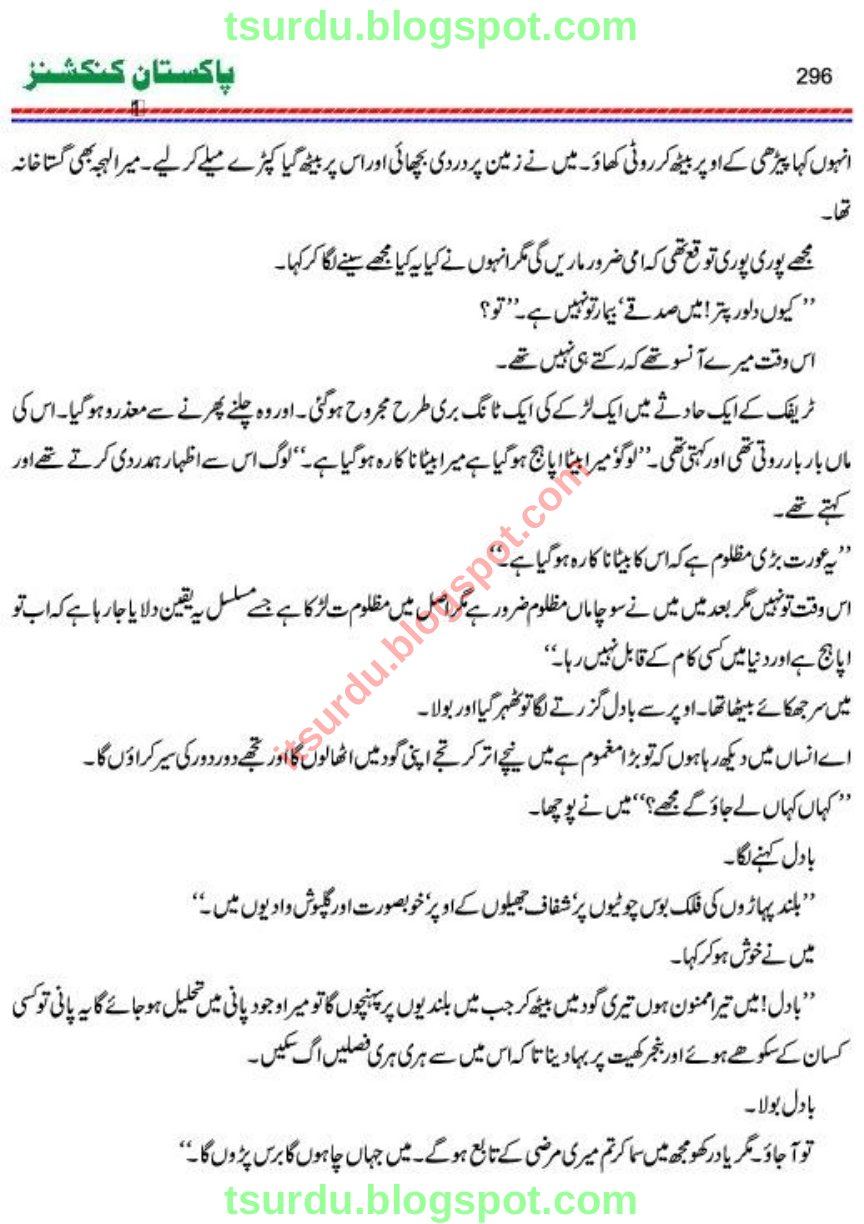 tsurdu.blogspot.com
پاکستان کنکشنز
296
انہوں کہا پیڑھی کے اوپر بیٹھ کر روٹی کھاؤ۔ میں نے زمین پر دردی بچھائی اور اس پر بیٹھ گیا کپڑے میلے کر لیے۔ میرا لہجہ بھی گستاخانہ
تھا۔
مجھے پوری پوری توقع تھی کہ امی ضرور ماریں گی مگر انہوں نے کیا یہ کیا مجھے سینے لگا کر کہا۔
’’کیوں دلور پتر! میں صدقے‘ بیمار تو نہیں ہے۔’’ تو؟
اس وقت میرے آنسو تھے کہ رکتے ہی نہیں تھے۔
ٹریفک کے ایک حادثے میں ایک لڑکے کی ایک ٹانگ بری طرح مجروح ہو گئی۔ اور وہ چلنے پھرنے سے معذرو ہو گیا۔ اس کی
ماں بار بار روتی تھی اور کہتی تھی۔’’لوگو‘ میرا بیٹا اپاہج ہو گیا ہے میرا بیٹا ناکارہ ہو گیا ہے۔‘‘ لوگ اس سے اظہار ہمدردی کرتے تھے اور
کہتے تھے۔
’’یہ عورت بڑی مظلوم ہے کہ اس کا بیٹا ناکارہ ہو گیا ہے۔‘‘
اس وقت تو نہیں مگر بعد میں میں نے سوچا ماں مظلوم ضرور ہے مگر اصل میں مظلوم ت لڑکا ہے جسے مسلسل یہ یقین دلایا جا رہا ہے کہ اب تو
اپاہج ہے اور دنیا میں کسی کام کے قابل نہیں رہا۔‘‘
میں سر جھکائے بیٹھا تھا۔ اوپر سے بادل گزرنے لگا تو ٹھہر گیا اور بولا۔
اے انساں میں دیکھ رہا ہوں کہ تو بڑا مغموم ہے میں نیچے اتر کر تجے اپنی گود میں اٹھا لوں گا اور تجھے دور دور کی سیر کراؤں گا۔
’’کہاں کہاں لے جاؤ گے مجھے؟‘‘ میں نے پوچھا۔
بادل کہنے لگا۔
’’بلند پہاڑوں کی فلک بوس چوٹیوں پر‘ شفاف جھیلوں کے اوپر‘ خوبصورت اور گلپوش وادیوں میں۔‘‘
میں نے خوش ہو کر کہا۔
’’بادل! میں تیرا ممنون ہوں تیری گود میں بیٹھ کر جب میں بلندیوں پر پہنچوں گا تو میرا وجود پانی میں تحلیل ہو جائے گا یہ پانی تو کسی
کسان کے سکوھے ہوئے اور بنجر کھیت پر بہا دینا تاکہ اس میں سے ہری ہری فصلیں اگ سکیں۔
بادل بولا۔
تو آ جاؤ۔ مگر یاد رکھو مجھ میں سما کر تم میری مرضی کے تابع ہو گے۔ میں جہاں چاہوں گا برس پڑوں گا۔‘‘
itsurdu.blogspot.com
tsurdu.blogspot.com